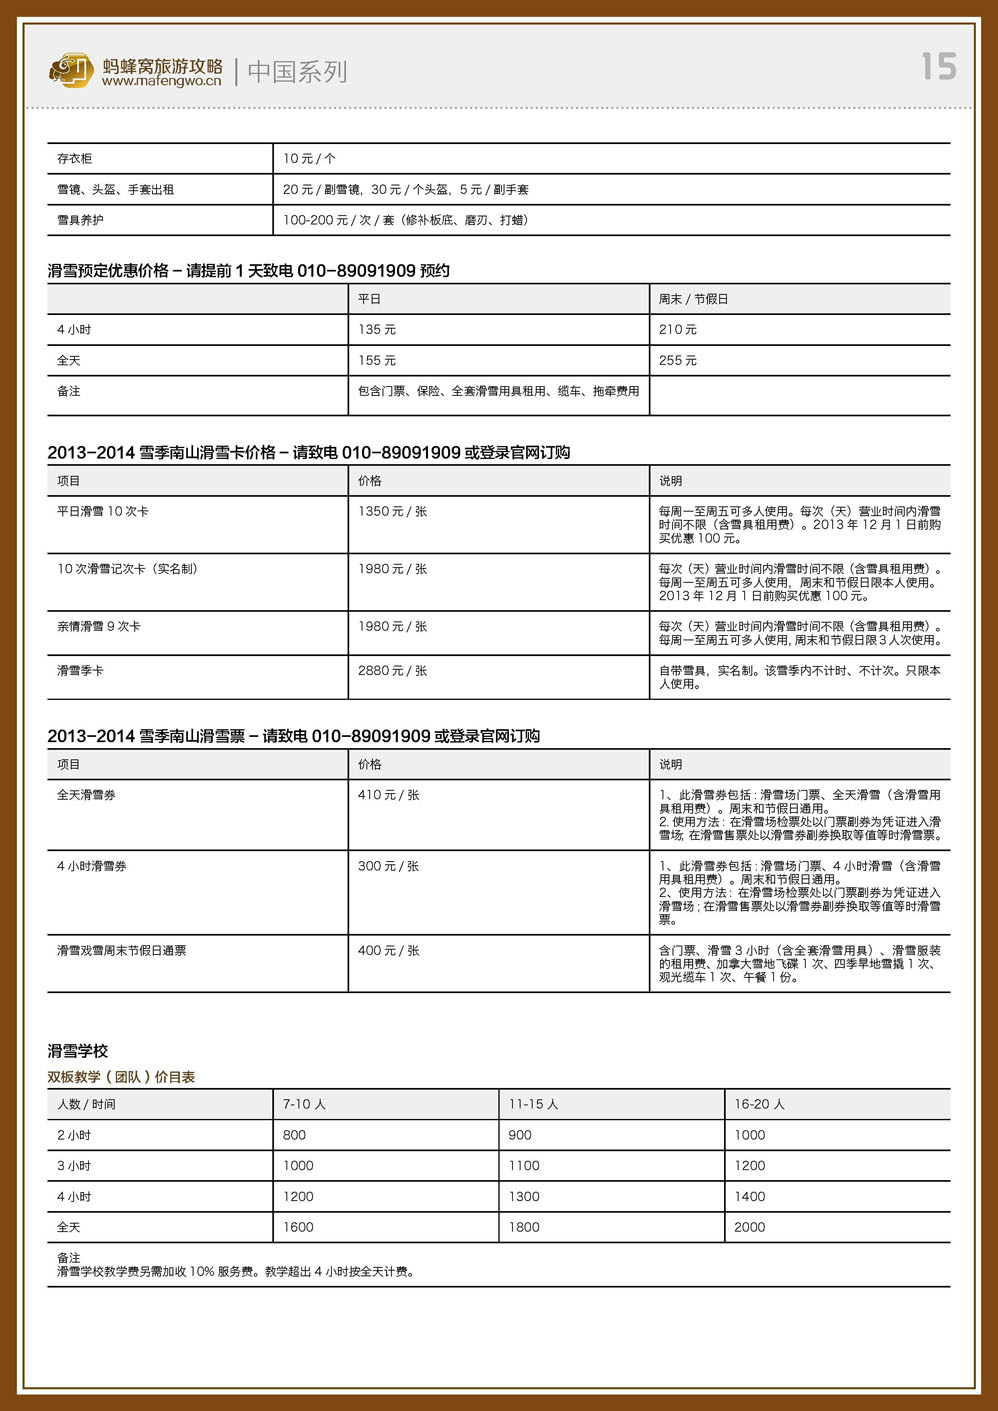 蚂蜂窝旅游攻略
www.mafengwo.cn
中国系列
15
存衣柜 10 元 / 个
雪镜、头盔、手套出租 20 元 / 副雪镜，30 元 / 个头盔，5 元 / 副手套
雪具养护 100-200 元 / 次 / 套（修补板底、磨刃、打蜡）
滑雪预定优惠价格 – 请提前 1 天致电 010-89091909 预约
平日 周末 / 节假日
4 小时 135 元 210 元
全天 155 元 255 元
备注 包含门票、保险、全套滑雪用具租用、缆车、拖牵费用
2013-2014 雪季南山滑雪卡价格 – 请致电 010-89091909 或登录官网订购
项目 价格 说明
平日滑雪 10 次卡 1350 元 / 张 每周一至周五可多人使用。每次（天）营业时间内滑雪
时间不限（含雪具租用费）。2013 年 12 月 1 日前购
买优惠 100 元。
10 次滑雪记次卡（实名制） 1980 元 / 张 每次（天）营业时间内滑雪时间不限（含雪具租用费）。
每周一至周五可多人使用，周末和节假日限本人使用。
2013 年 12 月 1 日前购买优惠 100 元。
亲情滑雪 9 次卡 1980 元 / 张 每次（天）营业时间内滑雪时间不限（含雪具租用费）。
每周一至周五可多人使用，周末和节假日限 3 人次使用。
滑雪季卡 2880 元 / 张 自带雪具，实名制。该雪季内不计时、不计次。只限本
人使用。
2013-2014 雪季南山滑雪票 – 请致电 010-89091909 或登录官网订购
项目 价格 说明
全天滑雪券 410 元 / 张 1、此滑雪券包括：滑雪场门票、全天滑雪（含滑雪用
具租用费）。周末和节假日通用。
2. 使用方法：在滑雪场检票处以门票副券为凭证进入滑
雪场；在滑雪售票处以滑雪券副券换取等值等时滑雪票。
4 小时滑雪券 300 元 / 张 1、此滑雪券包括：滑雪场门票、4 小时滑雪（含滑雪
用具租用费）。周末和节假日通用。
2、使用方法：在滑雪场检票处以门票副券为凭证进入
滑雪场；在滑雪售票处以滑雪券副券换取等值等时滑雪
票。
滑雪戏雪周末节假日通票 400 元 / 张 含门票、滑雪 3 小时（含全套滑雪用具）、滑雪服装
的租用费、加拿大雪地飞碟 1 次、四季旱地雪撬 1 次、
观光缆车 1 次、午餐 1 份。
滑雪学校
双板教学（团队）价目表
人数 / 时间 7-10 人 11-15 人 16-20 人
2 小时 800 900 1000
3 小时 1000 1100 1200
4 小时 1200 1300 1400
全天 1600 1800 2000
备注
滑雪学校教学费另需加收 10% 服务费。教学超出 4 小时按全天计费。